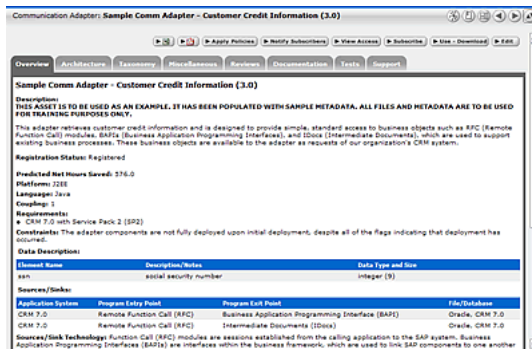 Communication Adapter: Sample Comm Adapter - Customer Credit Information (3.0)
Apply Policies Notify Subscribers View Access Subscribe Use - Download Edit
Overview Architecture Taxonomy Miscellaneous Reviews Documentation Tests Support
Sample Comm Adapter - Customer Credit Information (3.0)
Description:
THIS ASSET IS TO BE USED AS AN EXAMPLE. IT HAS BEEN POPULATED WITH SAMPLE METADATA. ALL FILES AND METADATA ARE TO BE USED
FOR TRAINING PURPOSES ONLY.
This adapter retrieves customer credit information and is designed to provide simple, standard access to business objects such as RFC (Remote
Function Call) modules, BAPIs (Business Application Programming Interfaces), and IDocs (Intermediate Documents), which are used to support
existing business processes. These business objects are available to the adapter as requests of our organization's CRM system.
Registration Status: Registered
Predicted Net Hours Saved: 576.0
Platform: J2EE
Language: Java
Coupling: 1
Requirements:
CRM 7.0 with Service Pack 2 (SP2)
Constraints: The adapter components are not fully deployed upon initial deployment, despite all of the flags indicating that deployment has
occurred.
Data Description:
Element Name Description/Notes Data Type and Size
ssn social security number integer (9)
Sources/Sinks:
Application System Program Entry Point Program Exit Point File/Database
CRM 7.0 Remote Function Call (RFC) Business Application Programming Interface (BAPI) Oracle, CRM 7.0
CRM 7.0 Remote Function Call (RFC) Intermediate Documents (IDocs) Oracle, CRM 7.0
Sources/Sink Technology: Function Call (RFC) modules are sessions established from the calling application to the SAP system. Business
Application Programming Interfaces (BAPIs) are interfaces within the business framework, which are used to link SAP components to one another